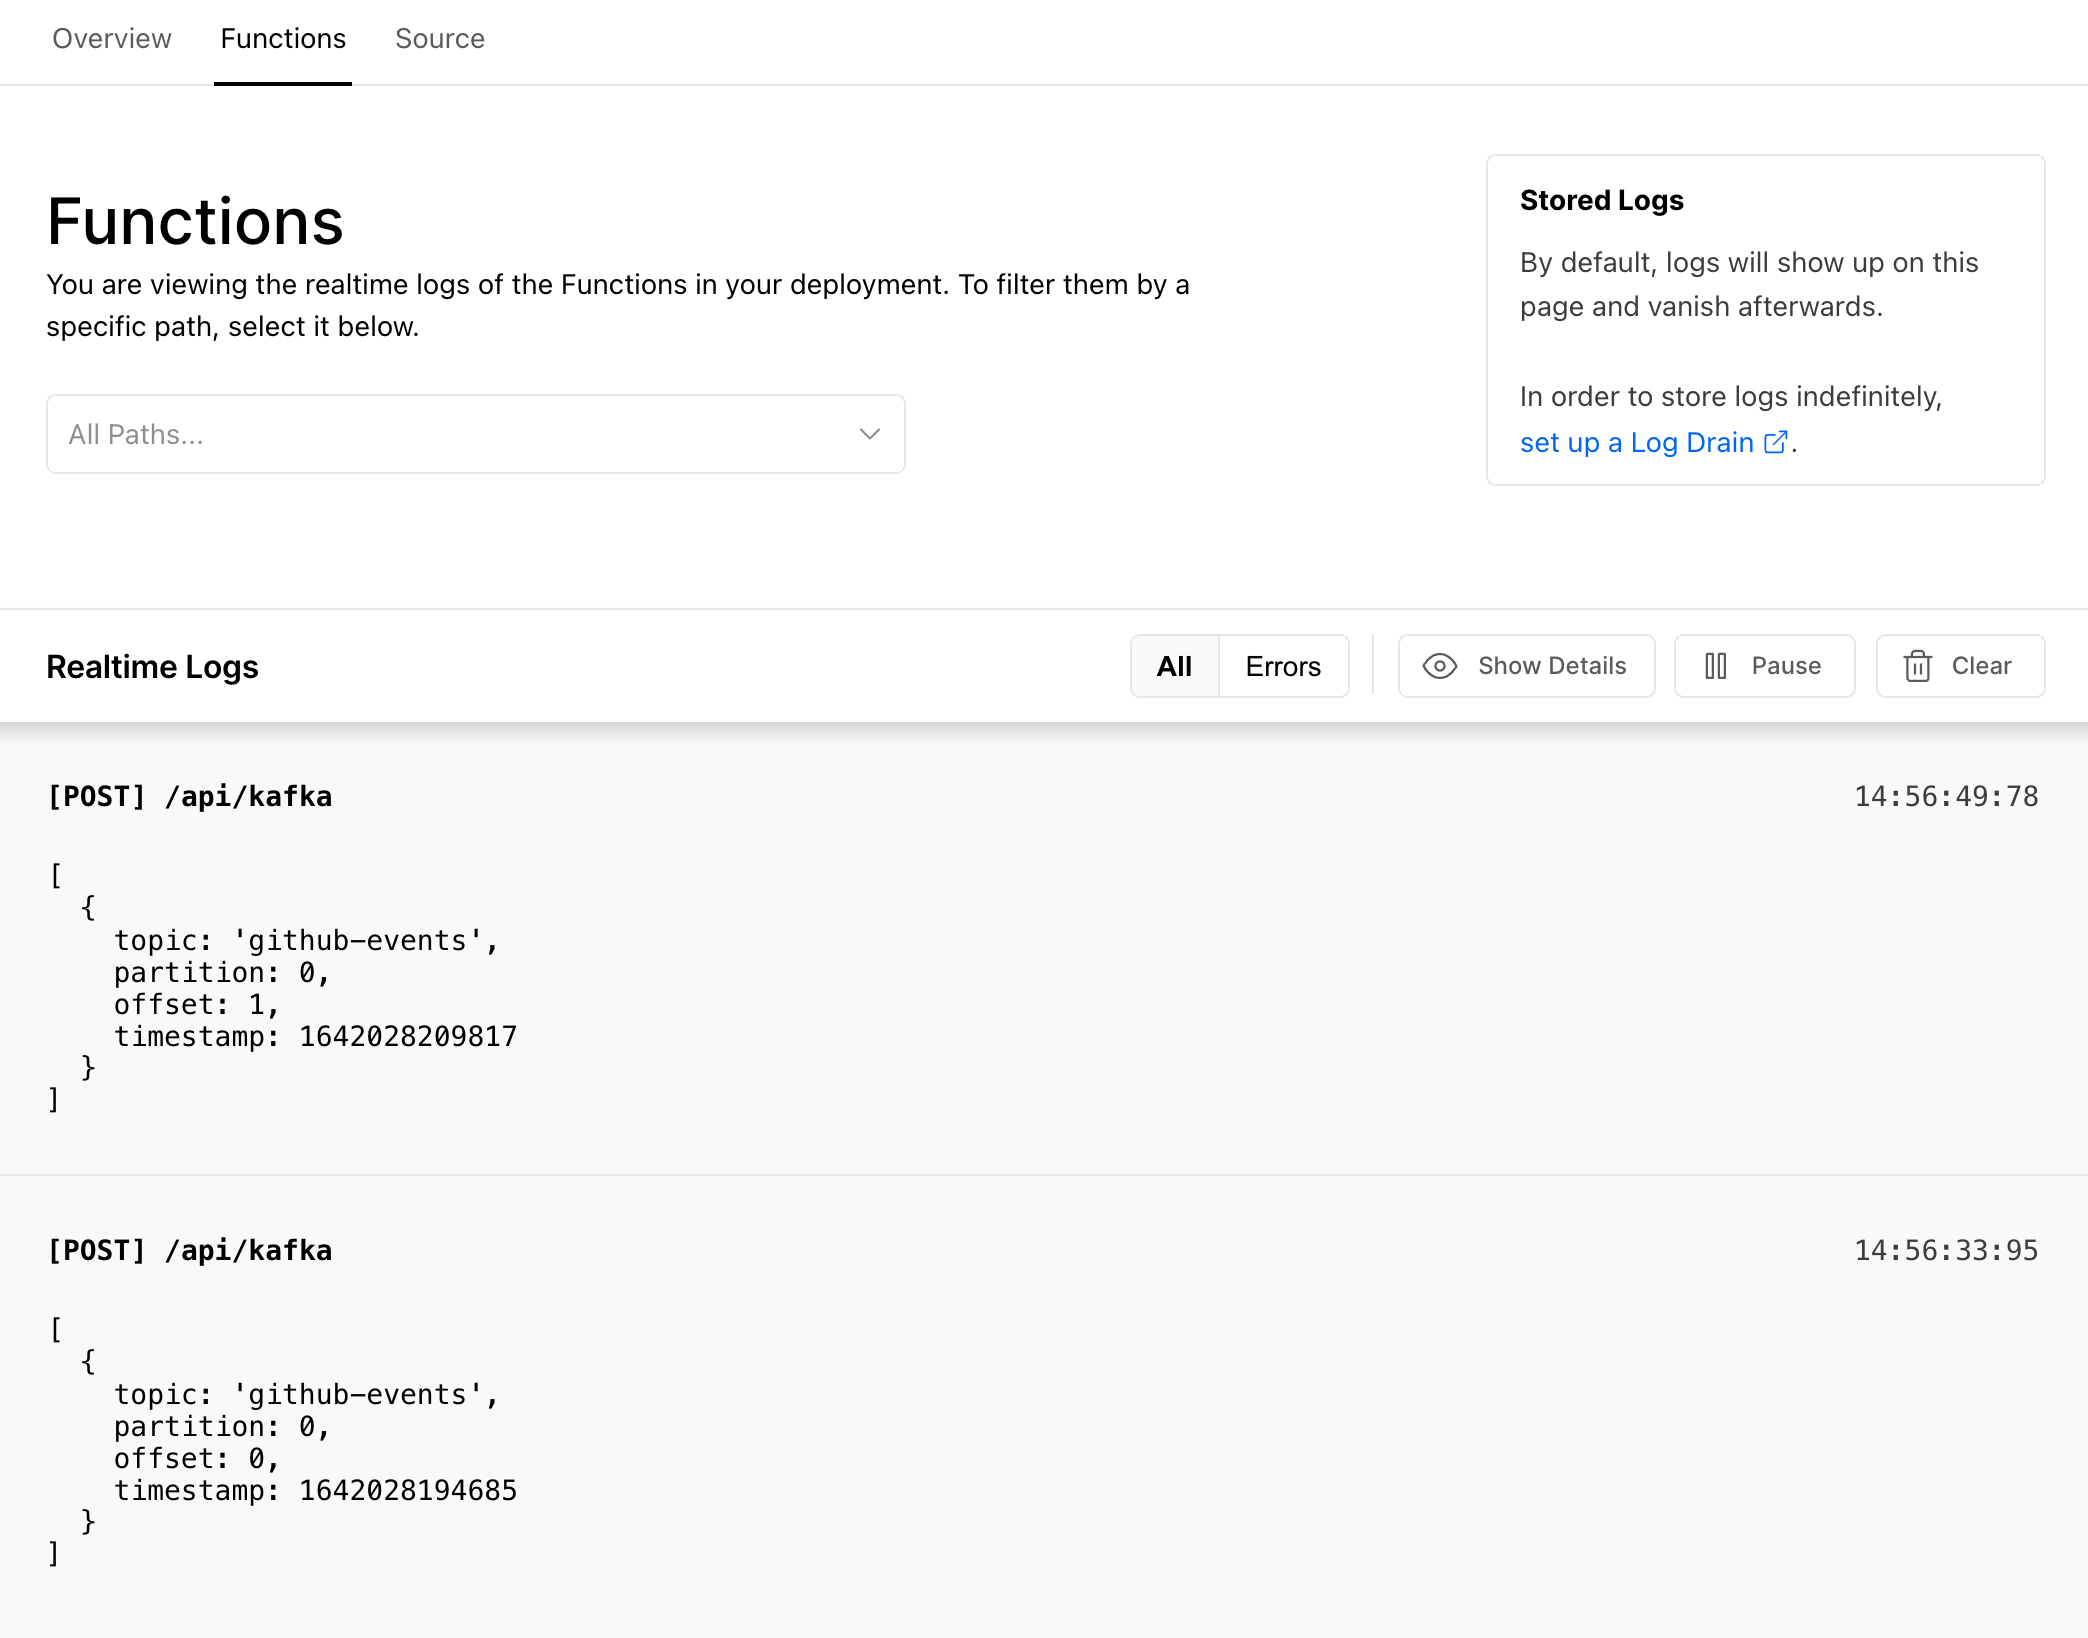 Overview Functions Source
Functions
You are viewing the realtime logs of the Functions in your deployment. To filter them by a
specific path, select it below.
All Paths...
Stored Logs
By default, logs will show up on this
page and vanish afterwards.
In order to store logs indefinitely,
set up a Log Drain.
Realtime Logs All Errors Show Details Pause Clear
[POST] /api/kafka 14:56:49:78
[
  {
    topic: 'github-events',
    partition: 0,
    offset: 1,
    timestamp: 1642028209817
  }
]
[POST] /api/kafka 14:56:33:95
[
  {
    topic: 'github-events',
    partition: 0,
    offset: 0,
    timestamp: 1642028194685
  }
]